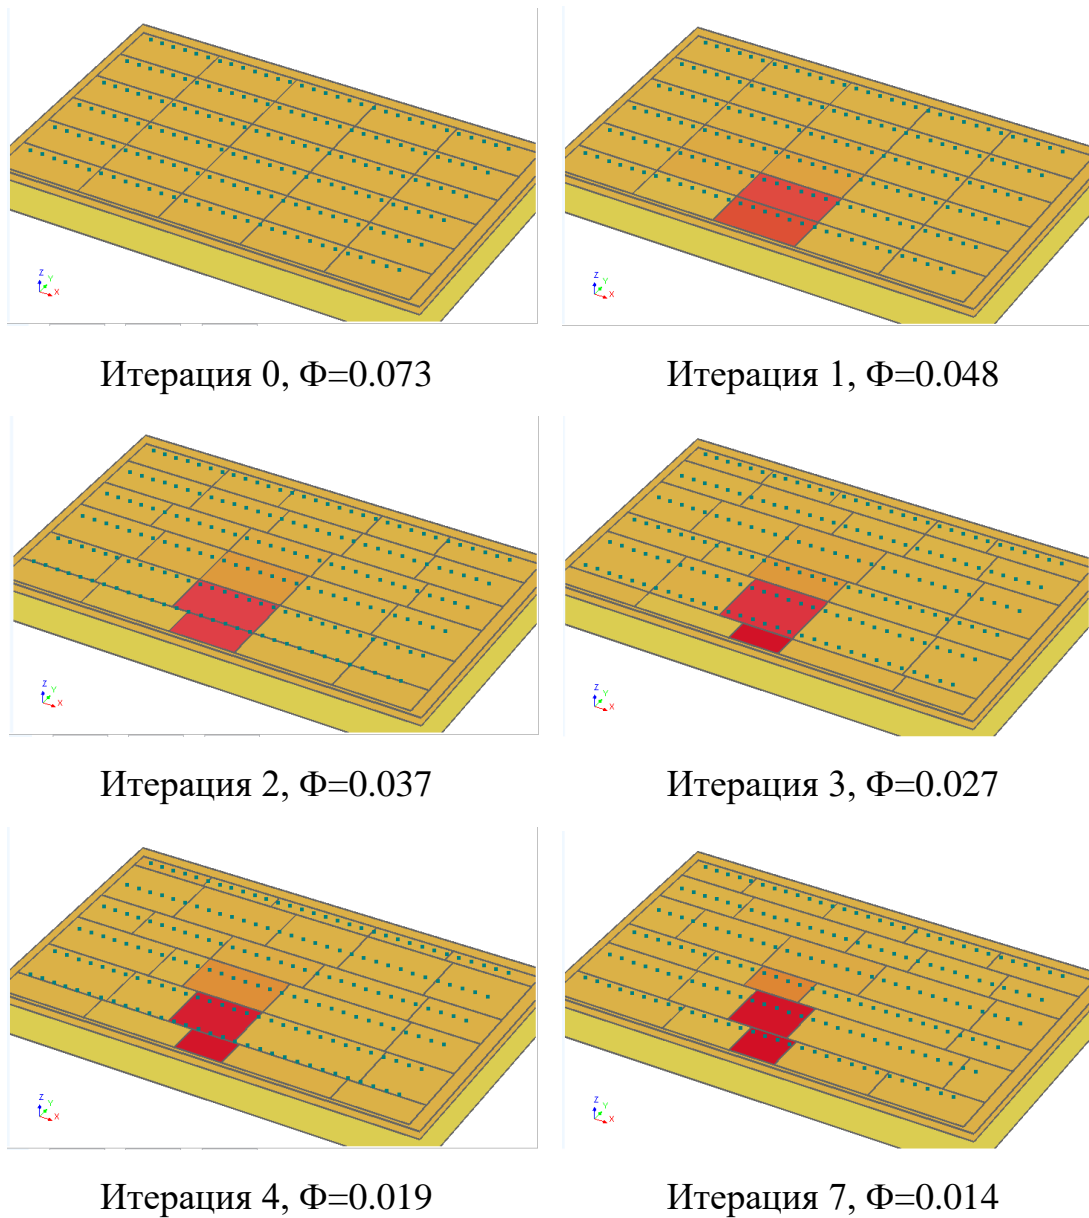 Z
Y
X
Z
Y
X
Итерация 0, Φ=0.073
Итерация 1, Φ=0.048
Z
Y
X
Z
Y
X
Итерация 2, Φ=0.037
Итерация 3, Φ=0.027
Z
Y
X
Z
Y
X
Итерация 4, Φ=0.019
Итерация 7, Φ=0.014